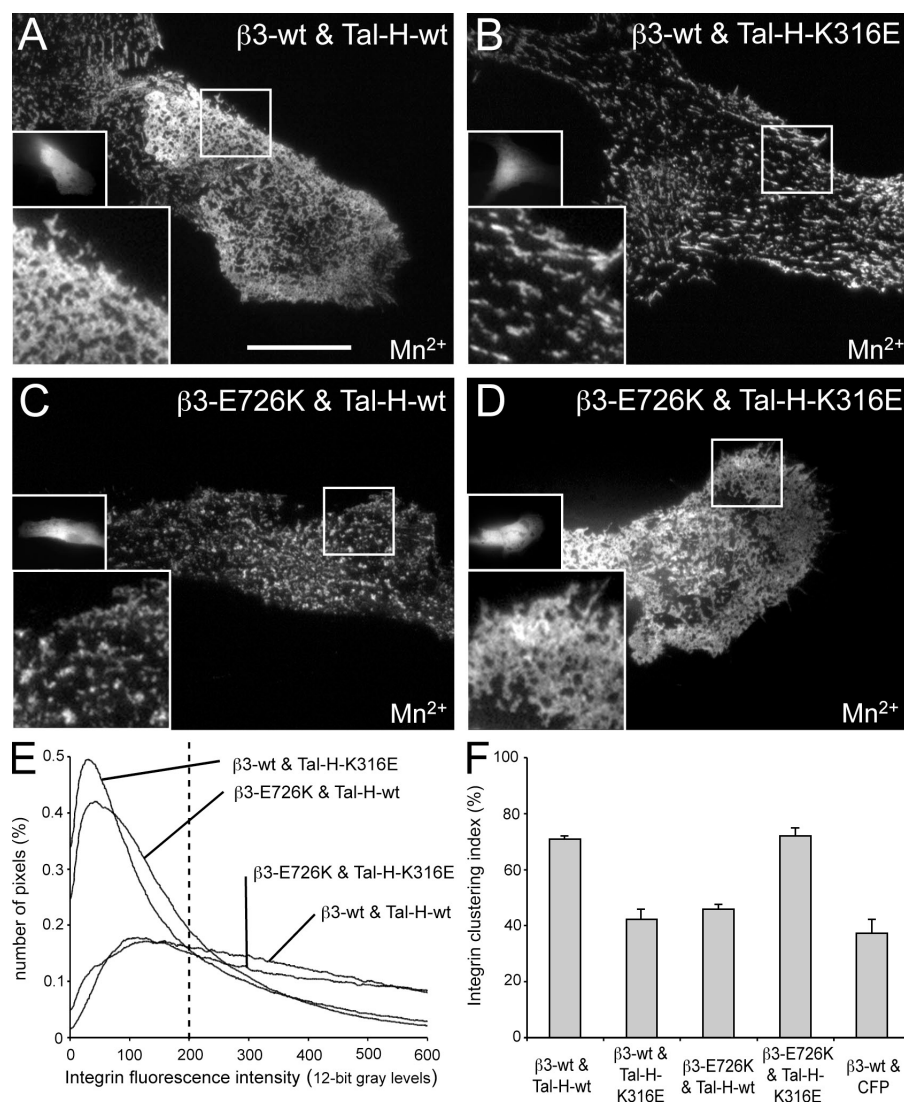 A
β3-wt & Tal-H-wt
Mn2+
B
β3-wt & Tal-H-K316E
Mn2+
C
β3-E726K & Tal-H-wt
Mn2+
D
β3-E726K & Tal-H-K316E
Mn2+
E
number of pixels (%)
0.5
0.4
0.3
0.2
0.1
0
β3-wt & Tal-H-K316E
β3-E726K & Tal-H-wt
β3-E726K & Tal-H-K316E
β3-wt & Tal-H-wt
0 100 200 300 400 500 600
Integrin fluorescence intensity (12-bit gray levels)
F
Integrin clustering index (%)
100
80
60
40
20
0
β3-wt &
Tal-H-wt
β3-wt &
Tal-H-
K316E
β3-E726K
& Tal-H-wt
β3-E726K
& Tal-H-
K316E
β3-wt &
CFP